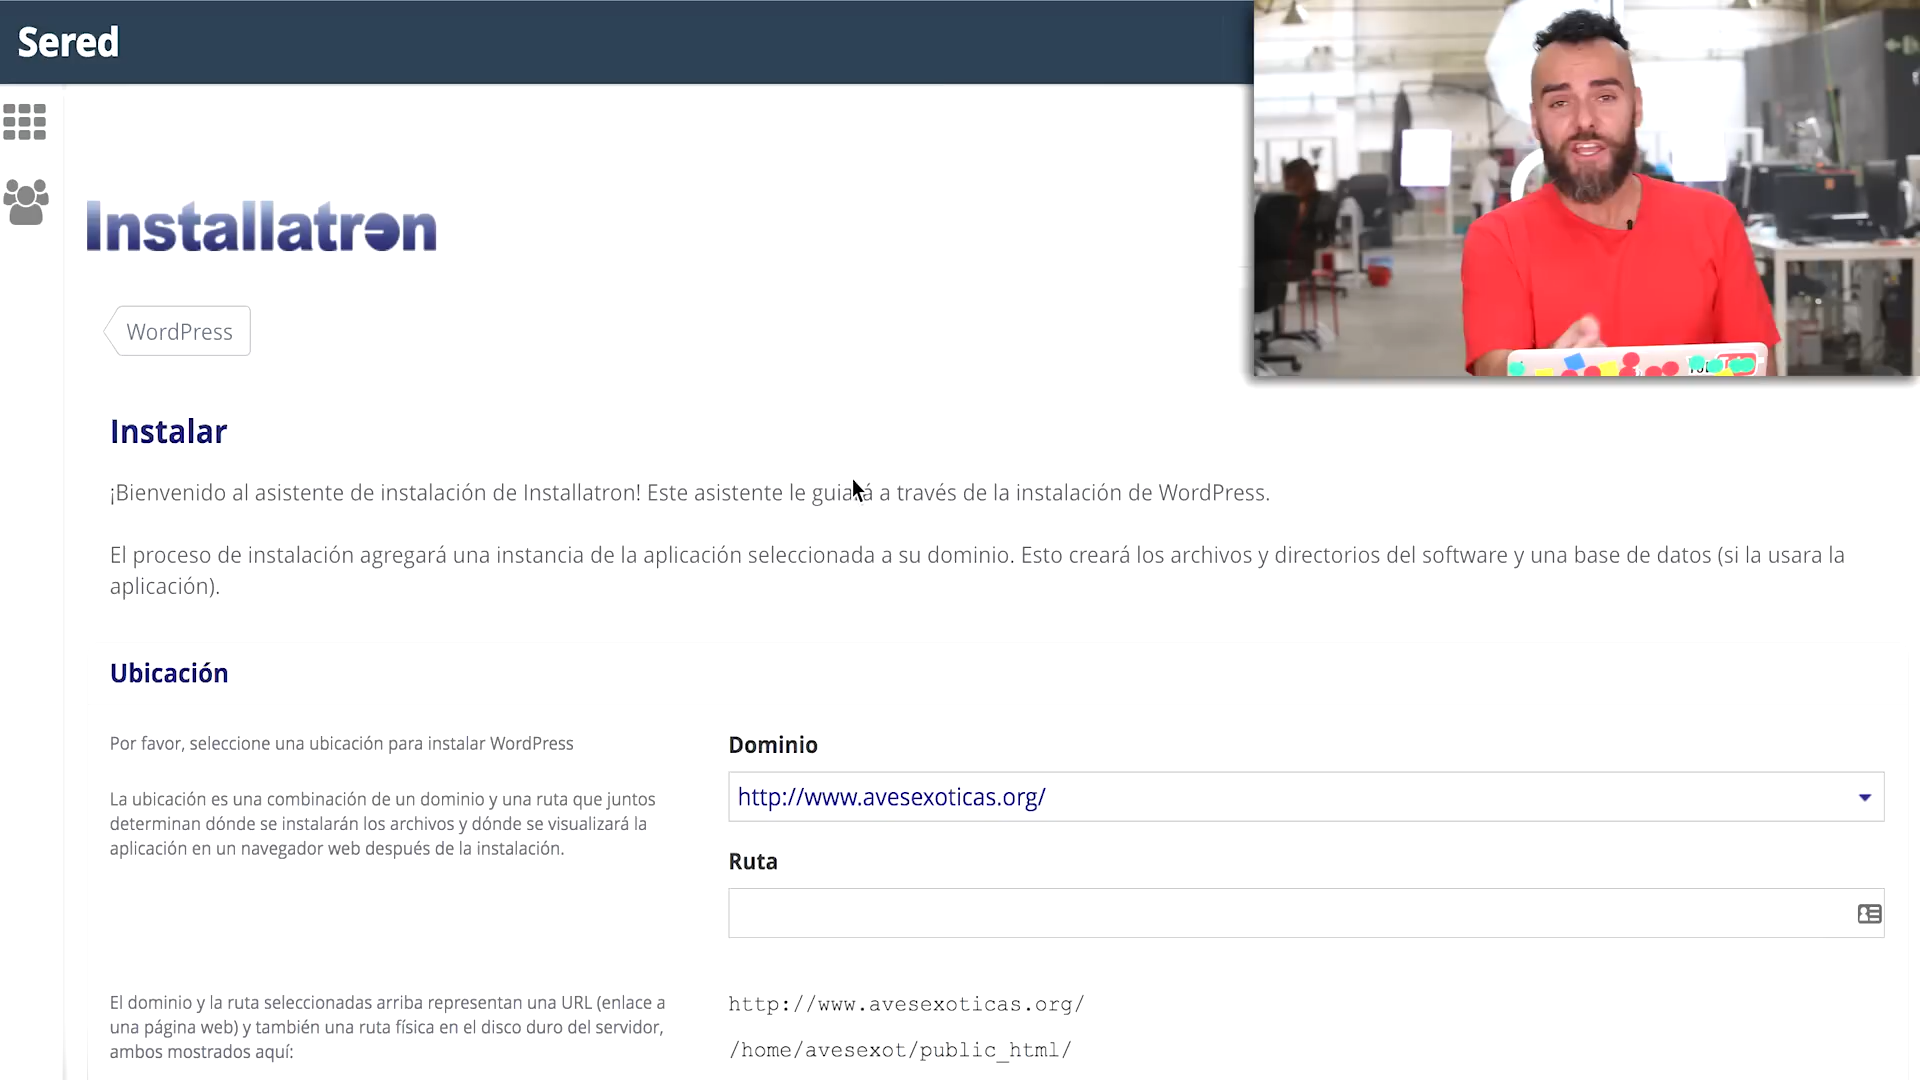 Sered
Installatron
WordPress
Instalar
¡Bienvenido al asistente de instalación de Installatron! Este asistente le guiará a través de la instalación de WordPress.
El proceso de instalación agregará una instancia de la aplicación seleccionada a su dominio. Esto creará los archivos y directorios del software y una base de datos (si la usara la
aplicación).
Ubicación
Por favor, seleccione una ubicación para instalar WordPress
La ubicación es una combinación de un dominio y una ruta que juntos
determinan dónde se instalarán los archivos y dónde se visualizará la
aplicación en un navegador web después de la instalación.
Dominio
http://www.avesexoticas.org/
Ruta
El dominio y la ruta seleccionadas arriba representan una URL (enlace a
una página web) y también una ruta física en el disco duro del servidor,
ambos mostrados aquí:
http://www.avesexoticas.org/
/home/avesexot/public_html/